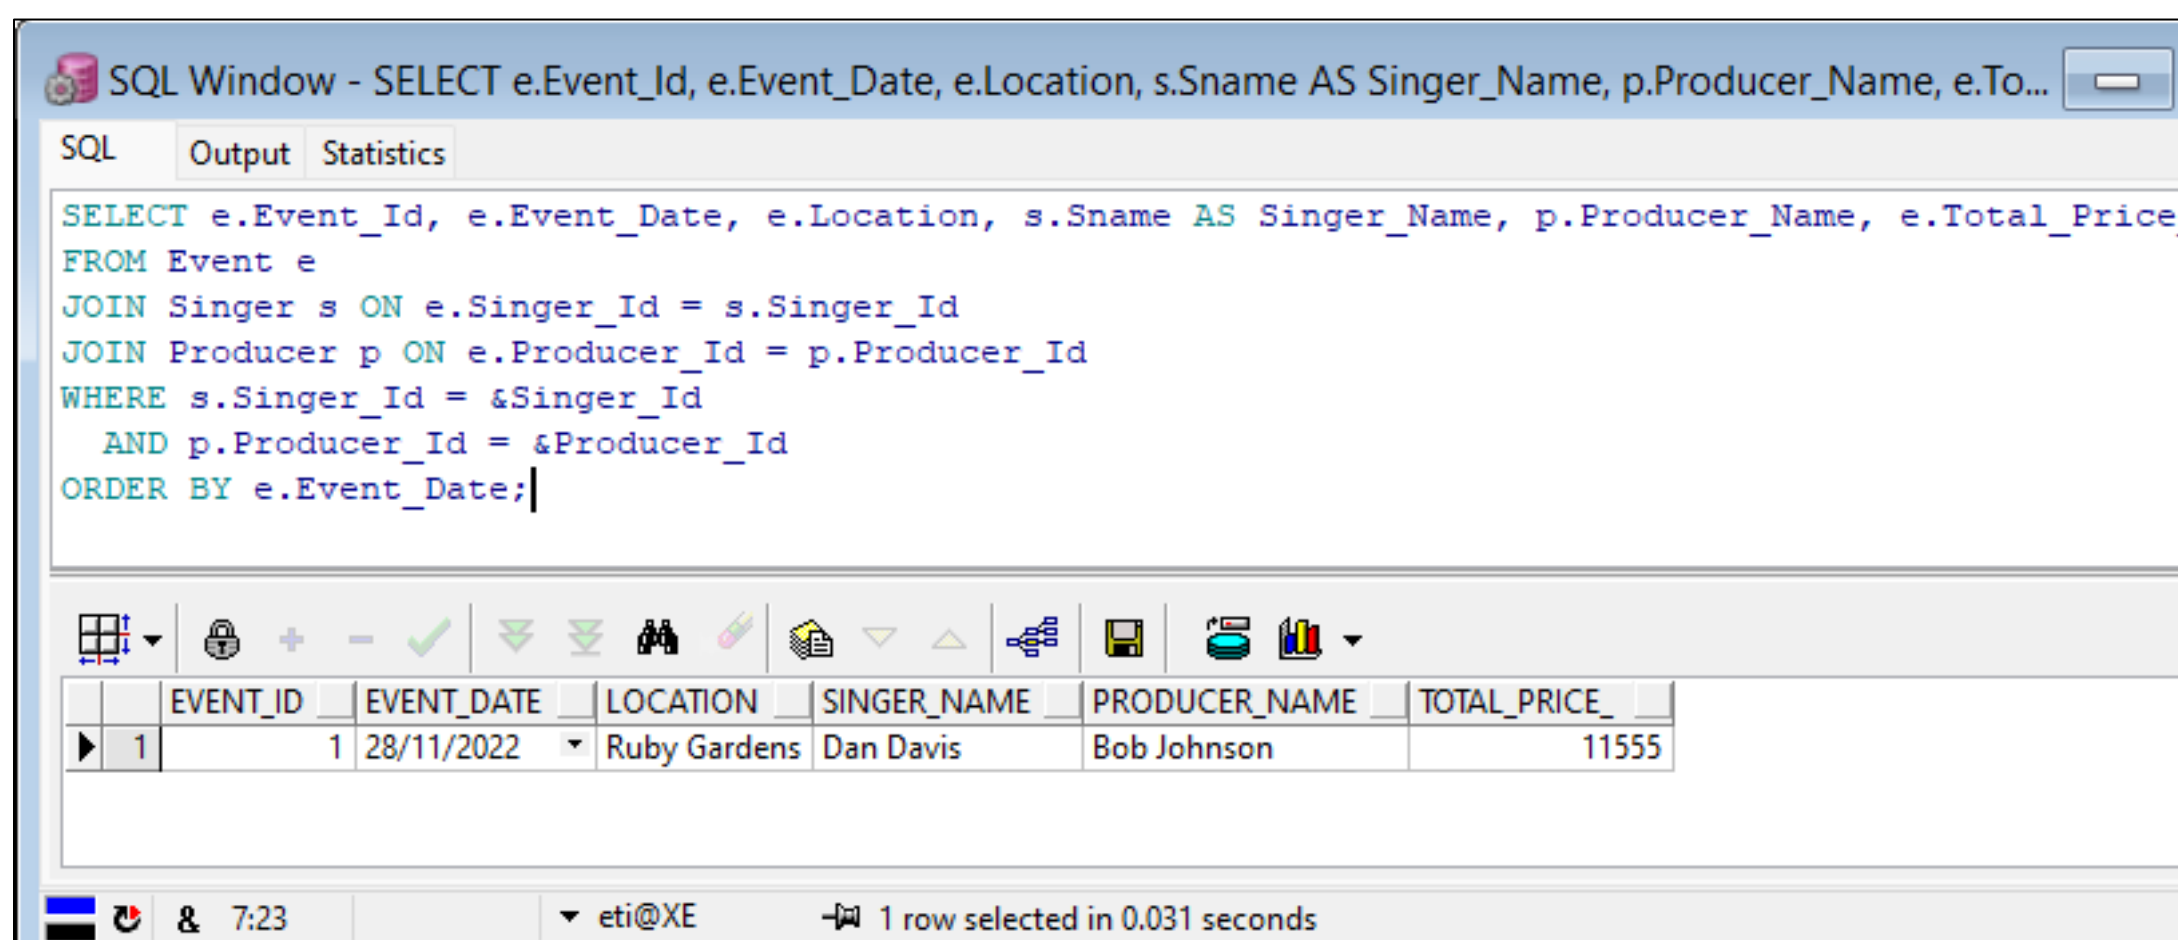 SQL Window - SELECT e.Event_Id, e.Event_Date, e.Location, s.Sname AS Singer_Name, p.Producer_Name, e.To...
SQL Output Statistics
SELECT e.Event_Id, e.Event_Date, e.Location, s.Sname AS Singer_Name, p.Producer_Name, e.Total_Price_
FROM Event e
JOIN Singer s ON e.Singer_Id = s.Singer_Id
JOIN Producer p ON e.Producer_Id = p.Producer_Id
WHERE s.Singer_Id = &Singer_Id
AND p.Producer_Id = &Producer_Id
ORDER BY e.Event_Date;
EVENT_ID EVENT_DATE LOCATION SINGER_NAME PRODUCER_NAME TOTAL_PRICE_
1 1 28/11/2022 Ruby Gardens Dan Davis Bob Johnson 11555
& 7:23 eti@XE 1 row selected in 0.031 seconds